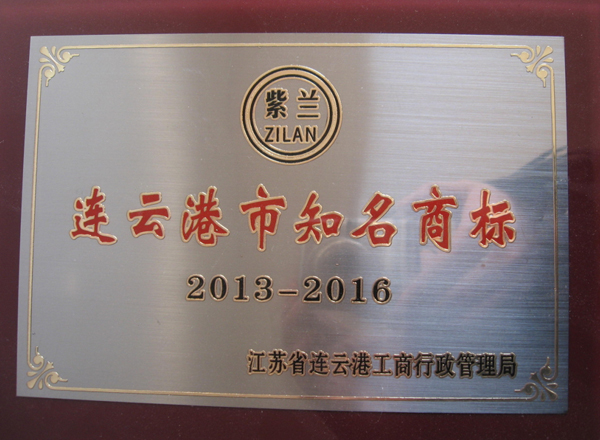 紫兰
ZILAN
连云港市知名商标
2013-2016
江苏省连云港工商行政管理局